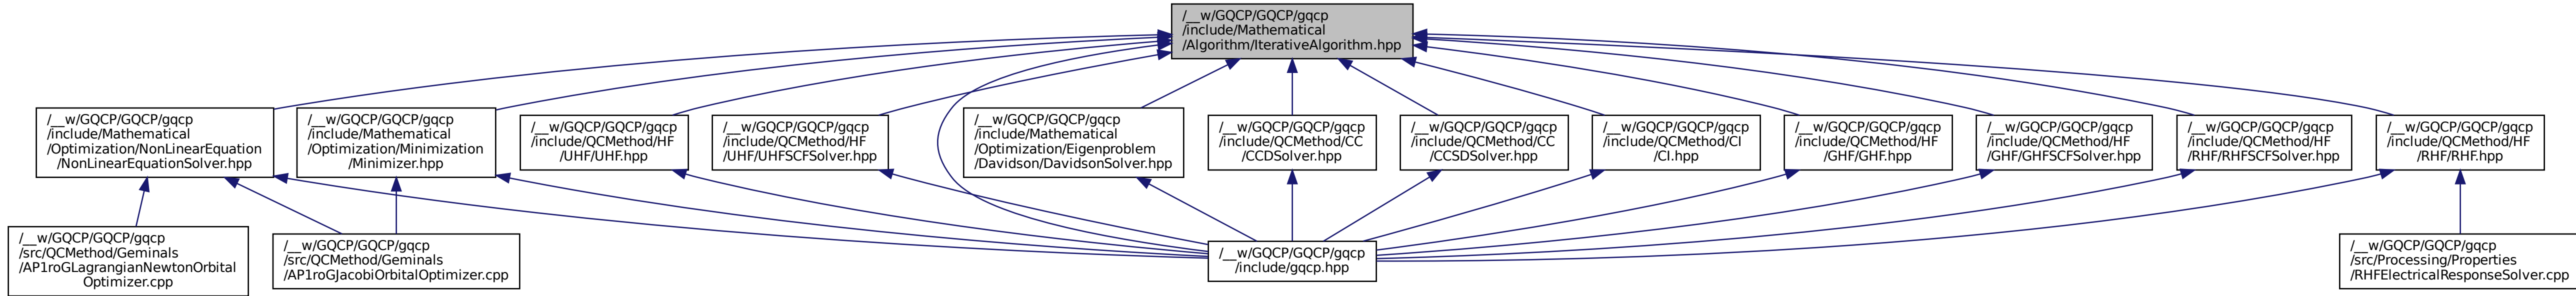 /__w/GQCP/GQCP/gqcp
/include/Mathematical
/Algorithm/IterativeAlgorithm.hpp
/__w/GQCP/GQCP/gqcp
/include/Mathematical
/Optimization/NonLinearEquation
/NonLinearEquationSolver.hpp
/__w/GQCP/GQCP/gqcp
/include/Mathematical
/Optimization/Minimization
/Minimizer.hpp
/__w/GQCP/GQCP/gqcp
/include/QCMethod/HF
/UHF/UHF.hpp
/__w/GQCP/GQCP/gqcp
/include/QCMethod/HF
/UHF/UHFSCFSolver.hpp
/__w/GQCP/GQCP/gqcp
/include/Mathematical
/Optimization/Eigenproblem
/Davidson/DavidsonSolver.hpp
/__w/GQCP/GQCP/gqcp
/include/QCMethod/CC
/CCDSolver.hpp
/__w/GQCP/GQCP/gqcp
/include/QCMethod/CC
/CCSDSolver.hpp
/__w/GQCP/GQCP/gqcp
/include/QCMethod/CI
/CI.hpp
/__w/GQCP/GQCP/gqcp
/include/QCMethod/HF
/GHF/GHF.hpp
/__w/GQCP/GQCP/gqcp
/include/QCMethod/HF
/GHF/GHFSCFSolver.hpp
/__w/GQCP/GQCP/gqcp
/include/QCMethod/HF
/RHF/RHFSCFSolver.hpp
/__w/GQCP/GQCP/gqcp
/include/QCMethod/HF
/RHF/RHF.hpp
/__w/GQCP/GQCP/gqcp
/src/QCMethod/Geminals
/AP1roGLagrangianNewtonOrbital
Optimizer.cpp
/__w/GQCP/GQCP/gqcp
/src/QCMethod/Geminals
/AP1roGJacobiOrbitalOptimizer.cpp
/__w/GQCP/GQCP/gqcp
/include/gqcp.hpp
/__w/GQCP/GQCP/gqcp
/src/Processing/Properties
/RHFElectricalResponseSolver.cpp